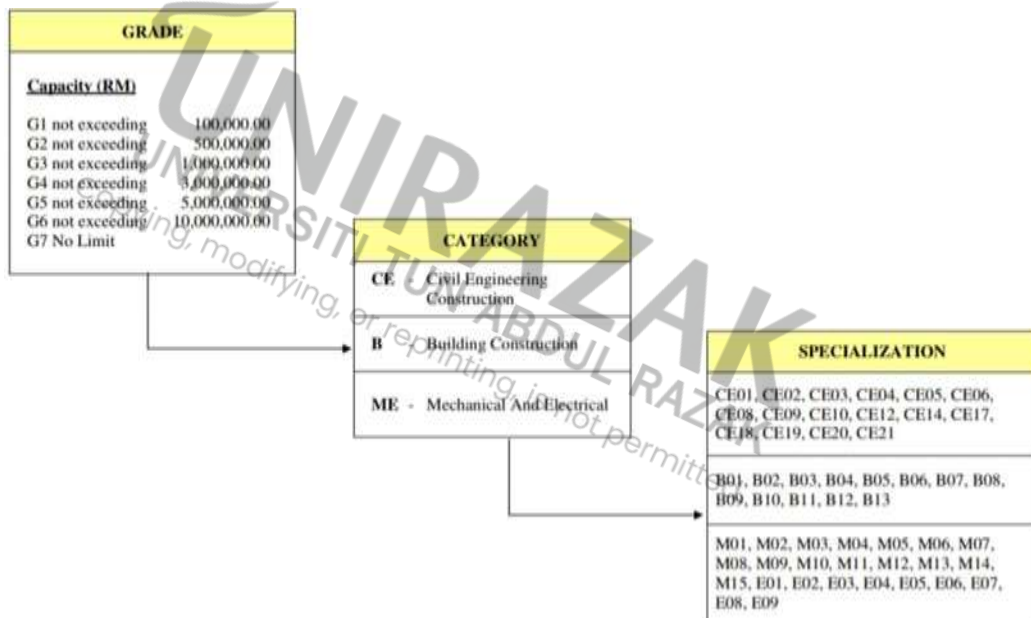 GRADE
Capacity (RM)
G1 not exceeding 100,000.00
G2 not exceeding 500,000.00
G3 not exceeding 1,000,000.00
G4 not exceeding 3,000,000.00
G5 not exceeding 5,000,000.00
G6 not exceeding 10,000,000.00
G7 No Limit
CATEGORY
CE - Civil Engineering
Construction
B - Building Construction
ME - Mechanical And Electrical
SPECIALIZATION
CE01, CE02, CE03, CE04, CE05, CE06,
CE08, CE09, CE10, CE12, CE14, CE17,
CE18, CE19, CE20, CE21
B01, B02, B03, B04, B05, B06, B07, B08,
B09, B10, B11, B12, B13
M01, M02, M03, M04, M05, M06, M07,
M08, M09, M10, M11, M12, M13, M14,
M15, E01, E02, E03, E04, E05, E06, E07,
E08, E09
UNIRAZAK
UNIVERSITI TUN ABDUL RAZAK
Copying, modifying, or reprinting, is not permitted.